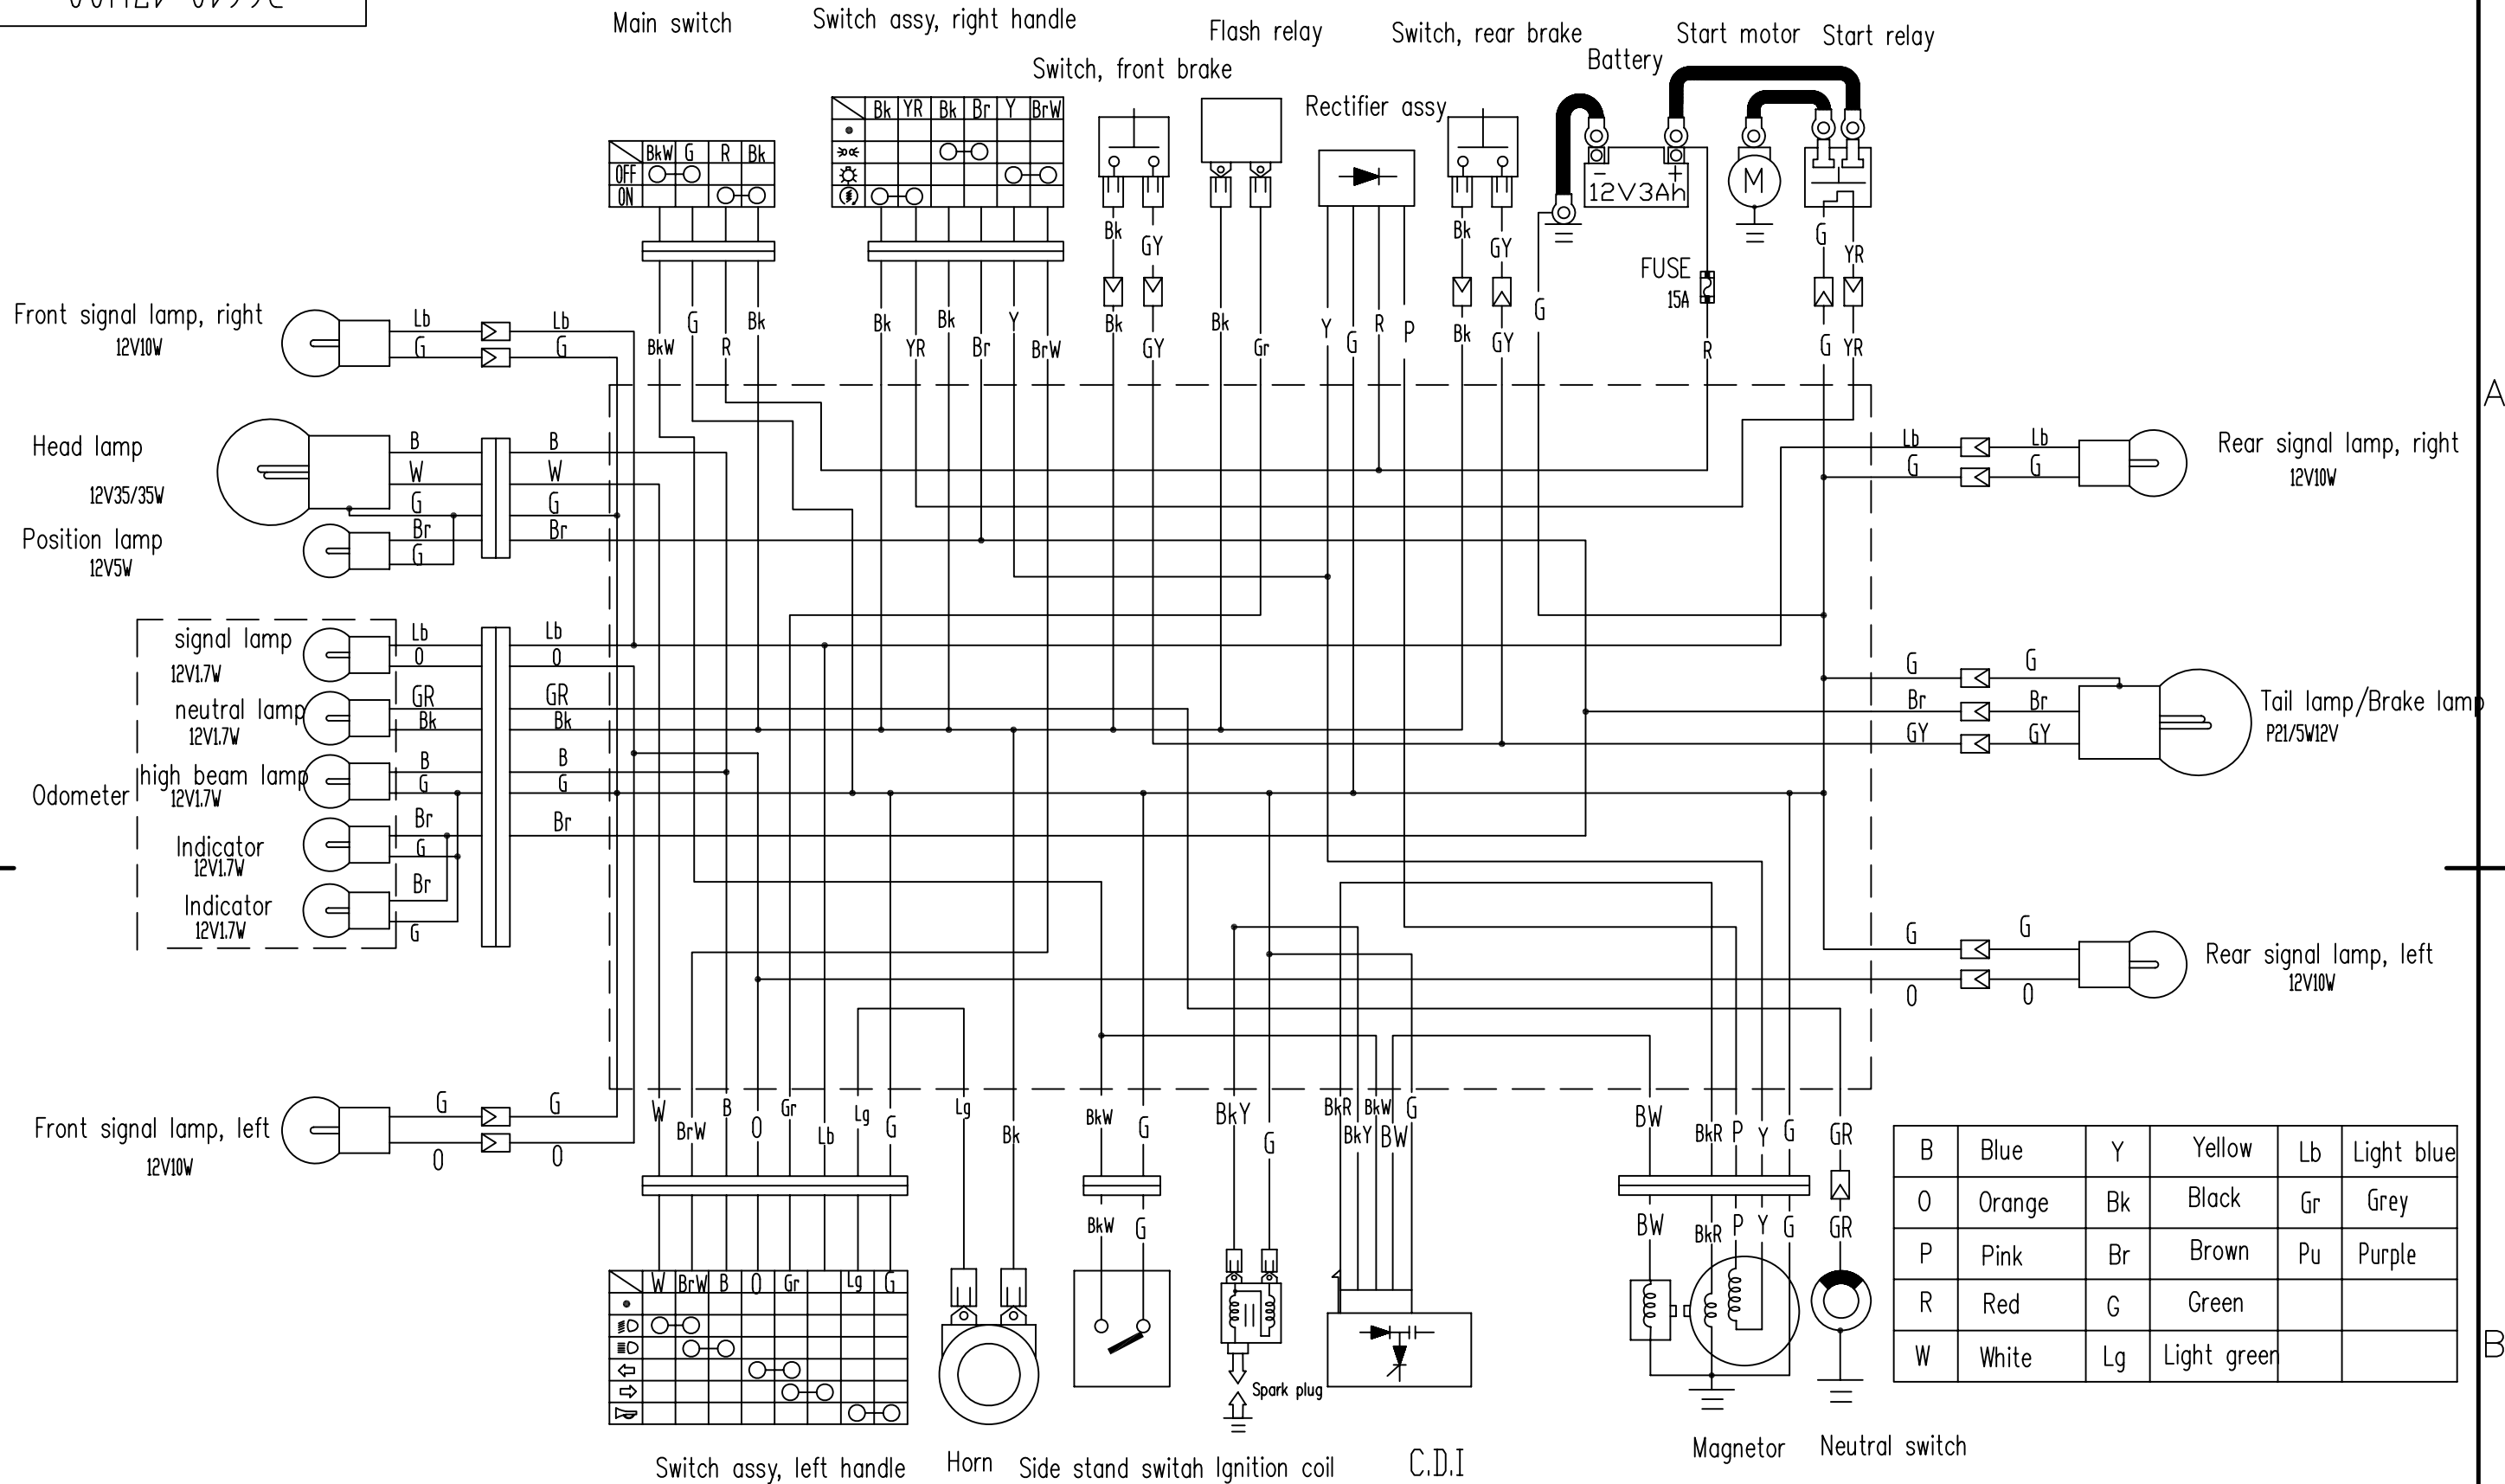 Main switch
Switch assy, right handle
Flash relay
Switch, rear brake
Start motor
Start relay
Switch, front brake
Battery
Rectifier assy
BkW G R Bk
OFF
ON
Bk YR Bk Br Y BrW
- +
12V3Ah
M
FUSE
15A
Bk GY Bk GY G YR
G
BkW G R Bk
Bk YR Bk Br Y BrW
Bk GY Bk Gr
Y G R P
Bk GY R G YR
Front signal lamp, right
12V10W
Lb Lb
G G
Head lamp
12V35/35W
B B
W W
G G
Position lamp
12V5W
Br Br
G
signal lamp
12V1.7W
Lb Lb
O O
neutral lamp
12V1.7W
GR GR
Bk Bk
Odometer
high beam lamp
12V1.7W
B B
G G
Indicator
12V1.7W
Br Br
G
Indicator
12V1.7W
Br
G
Front signal lamp, left
12V10W
G G
O O
Lb Lb
G G
Rear signal lamp, right
12V10W
G G
Br Br
GY GY
Tail lamp/Brake lamp
P21/5W12V
G G
O O
Rear signal lamp, left
12V10W
A
B
W BrW B O Gr Lb Lg G
Lg Bk
BkW G
BkY G
BkR BkY BkW BW G
BW BkR P Y G GR
BkW G
BW BkR P Y G GR
W BrW B O Gr Lg G
Spark plug
Switch assy, left handle
Horn
Side stand switah
Ignition coil
C.D.I
Magnetor
Neutral switch
B Blue Y Yellow Lb Light blue
O Orange Bk Black Gr Grey
P Pink Br Brown Pu Purple
R Red G Green
W White Lg Light green